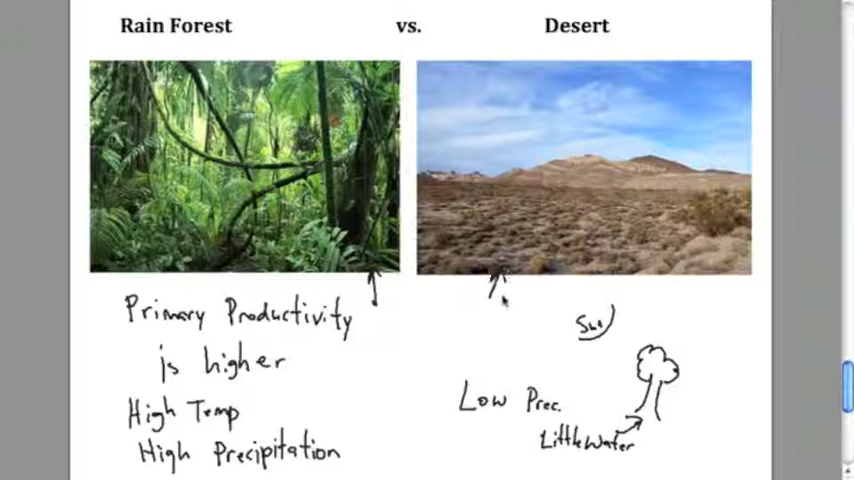 Rain Forest vs. Desert
Primary Productivity
is higher
High Temp
High Precipitation
Sun
Low Prec.
Little Water